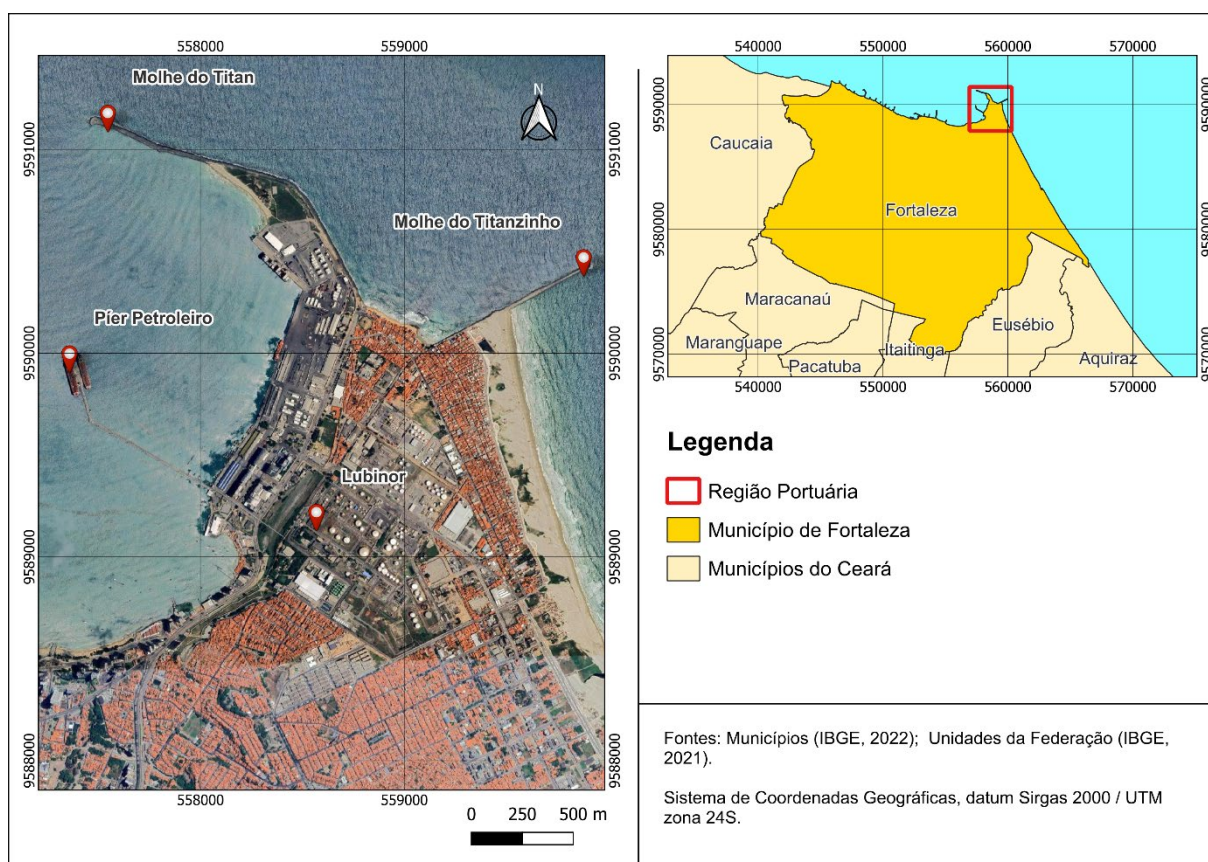 558000 559000
Molhe do Titan
N
9591000 9591000
Molhe do Titanzinho
Píer Petroleiro
9590000 9590000
Lubinor
9589000 9589000
9588000 9588000
558000 559000
0 250 500 m
540000 550000 560000 570000
9590000 9590000
Caucaia
Fortaleza
9580000 9580000
Maracanaú
Eusébio
Maranguape
Itaitinga
Pacatuba
Aquiraz
9570000 9570000
540000 550000 560000 570000
Legenda
Região Portuária
Município de Fortaleza
Municípios do Ceará
Fontes: Municípios (IBGE, 2022); Unidades da Federação (IBGE,
2021).
Sistema de Coordenadas Geográficas, datum Sirgas 2000 / UTM
zona 24S.